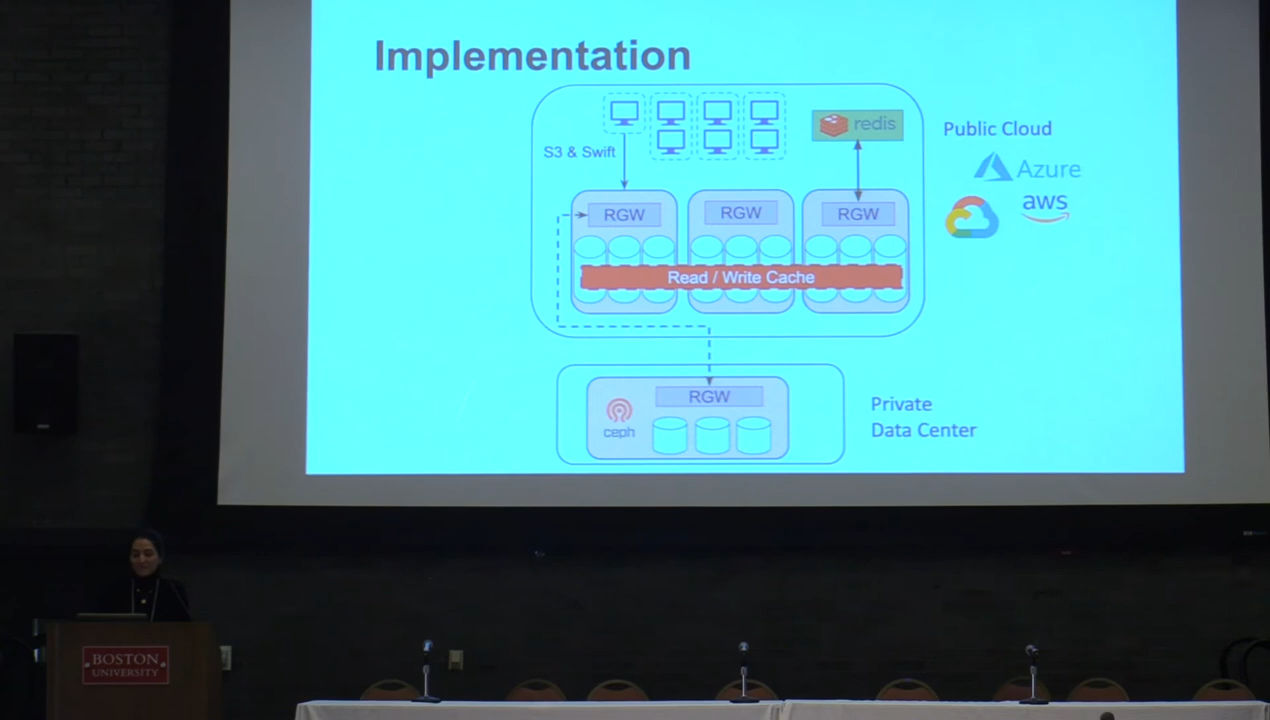 Implementation
redis
Public Cloud
S3 & Swift
Azure
aws
RGW
RGW
RGW
Read / Write Cache
RGW
ceph
Private
Data Center
BOSTON
UNIVERSITY